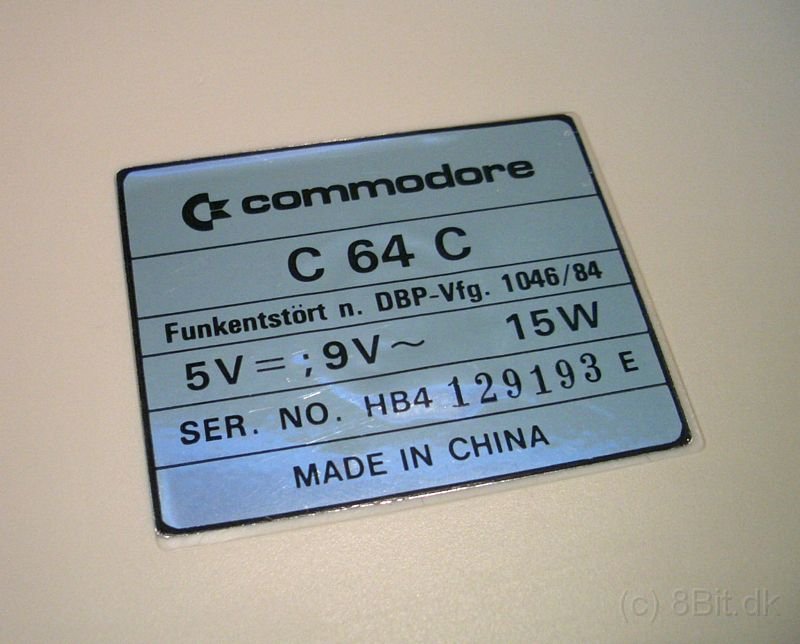 commodore
C 64 C
Funkentstört n. DBP-Vfg. 1046/84
5V= ; 9V~ 15W
SER. NO. HB4 129193 E
MADE IN CHINA
(c) 8Bit.dk